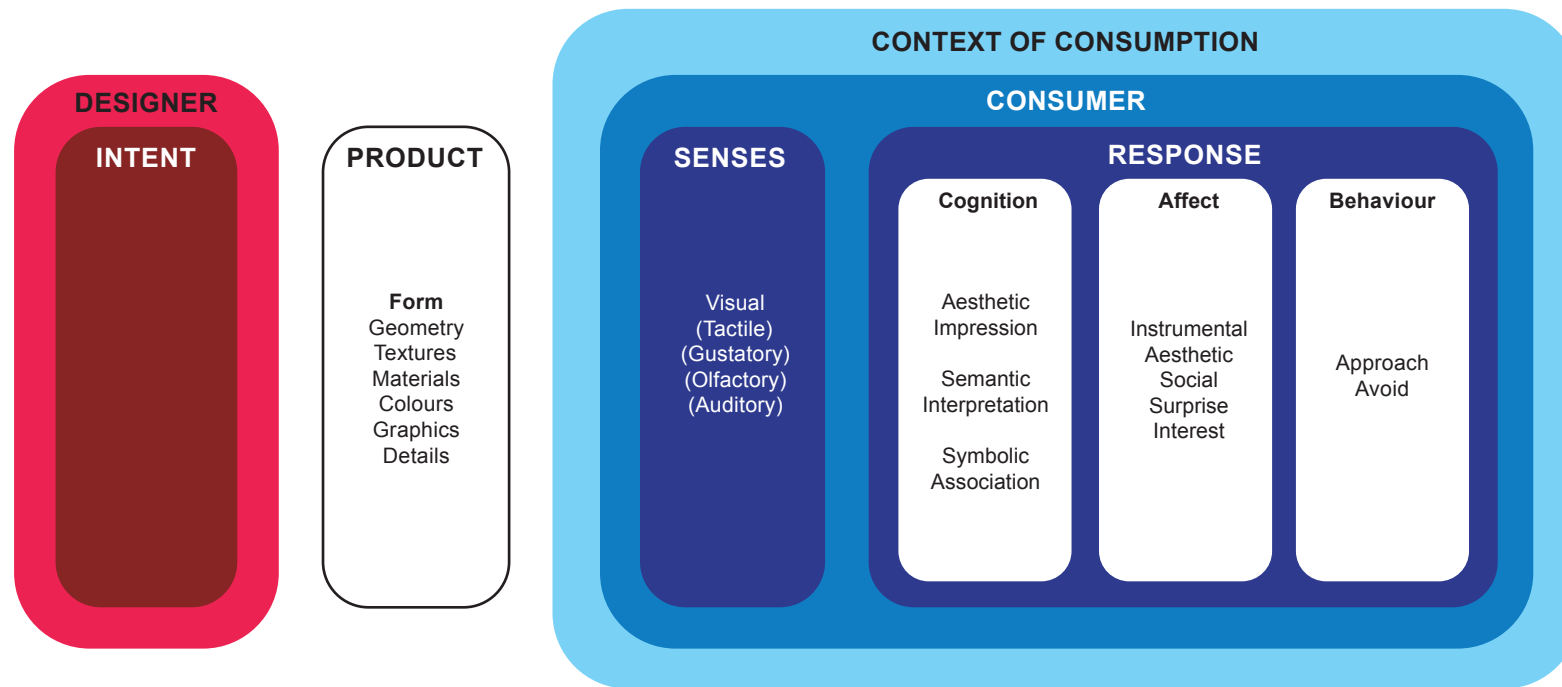 CONTEXT OF CONSUMPTION
DESIGNER
INTENT
PRODUCT
Form
Geometry
Textures
Materials
Colours
Graphics
Details
CONSUMER
SENSES
Visual
(Tactile)
(Gustatory)
(Olfactory)
(Auditory)
RESPONSE
Cognition
Aesthetic
Impression
Semantic
Interpretation
Symbolic
Association
Affect
Instrumental
Aesthetic
Social
Surprise
Interest
Behaviour
Approach
Avoid